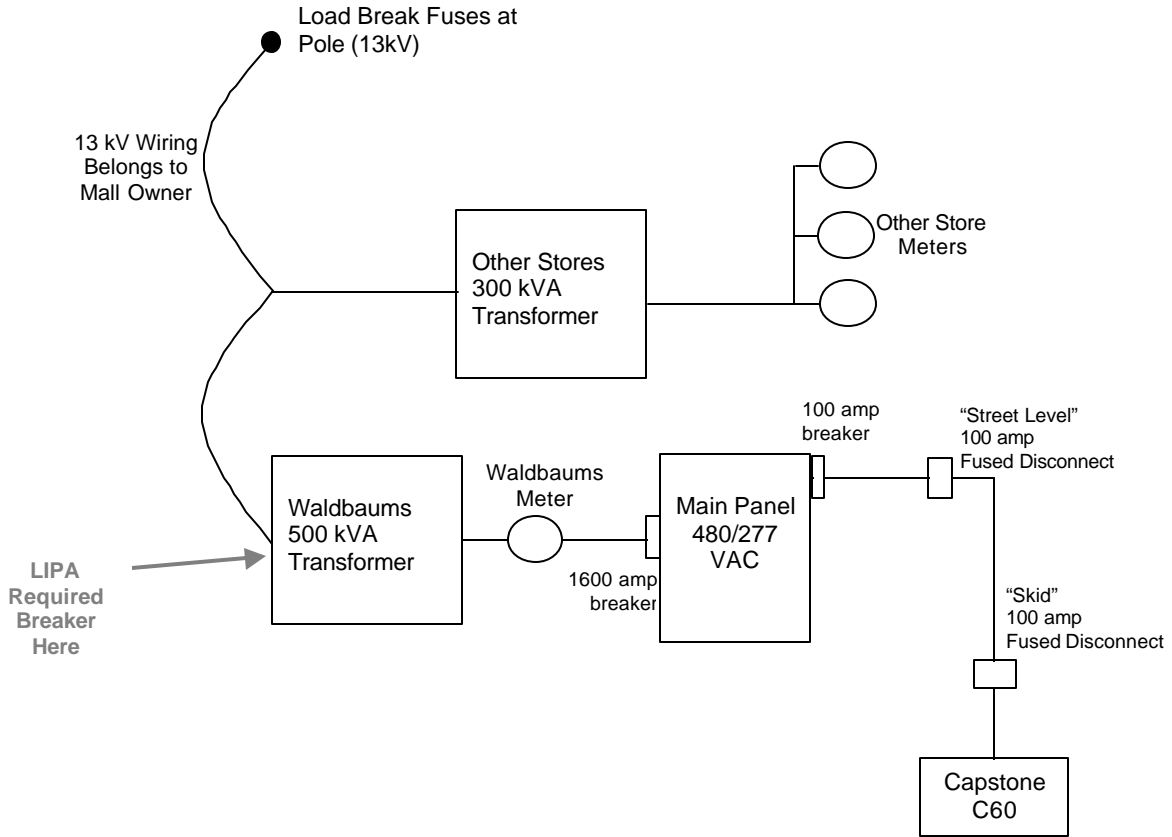 Load Break Fuses at
Pole (13kV)
13 kV Wiring
Belongs to
Mall Owner
Other Stores
300 kVA
Transformer
Other Store
Meters
100 amp
breaker
“Street Level”
100 amp
Fused Disconnect
Waldbaums
500 kVA
Transformer
Waldbaums
Meter
Main Panel
480/277
VAC
1600 amp
breaker
LIPA
Required
Breaker
Here
“Skid”
100 amp
Fused Disconnect
Capstone
C60